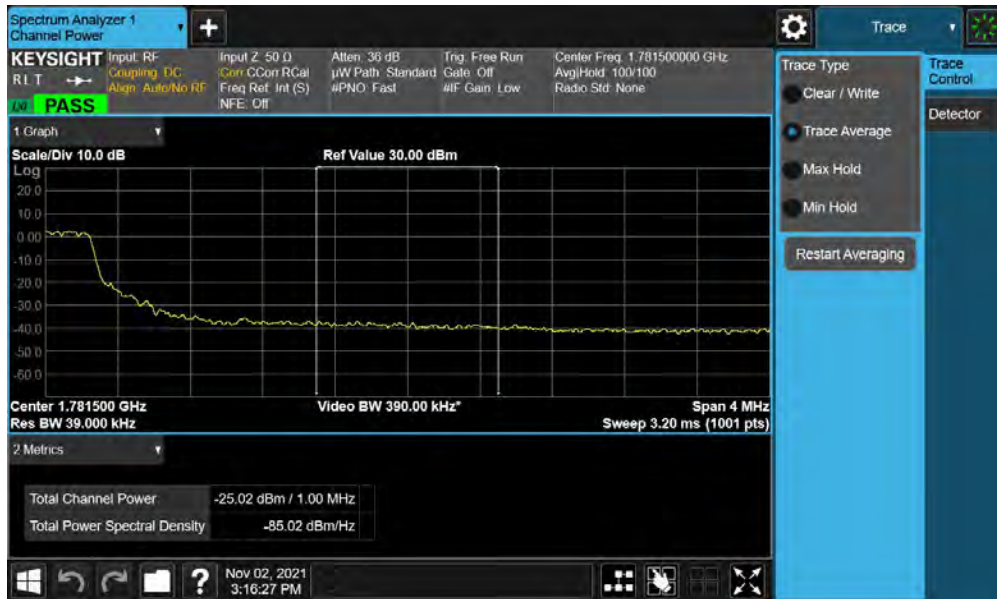 Spectrum Analyzer 1
Channel Power
Trace
KEYSIGHT Input: RF Input Z: 50 Ω Atten: 36 dB Trig: Free Run Center Freq: 1.781500000 GHz
RLT Coupling: DC Corr CCorr RCal µW Path: Standard Gate: Off Avg|Hold: 100/100
Align: Auto/No RF Freq Ref: Int (S) #PNO: Fast #IF Gain: Low Radio Std: None
PASS NFE: Off
1 Graph
Scale/Div 10.0 dB Ref Value 30.00 dBm
Log
20.0
10.0
0.00
-10.0
-20.0
-30.0
-40.0
-50.0
-60.0
Center 1.781500 GHz Video BW 390.00 kHz* Span 4 MHz
Res BW 39.000 kHz Sweep 3.20 ms (1001 pts)
2 Metrics
Total Channel Power -25.02 dBm / 1.00 MHz
Total Power Spectral Density -85.02 dBm/Hz
?
Nov 02, 2021
3:16:27 PM
Trace Type
Clear / Write
Trace Average
Max Hold
Min Hold
Restart Averaging
Trace
Control
Detector